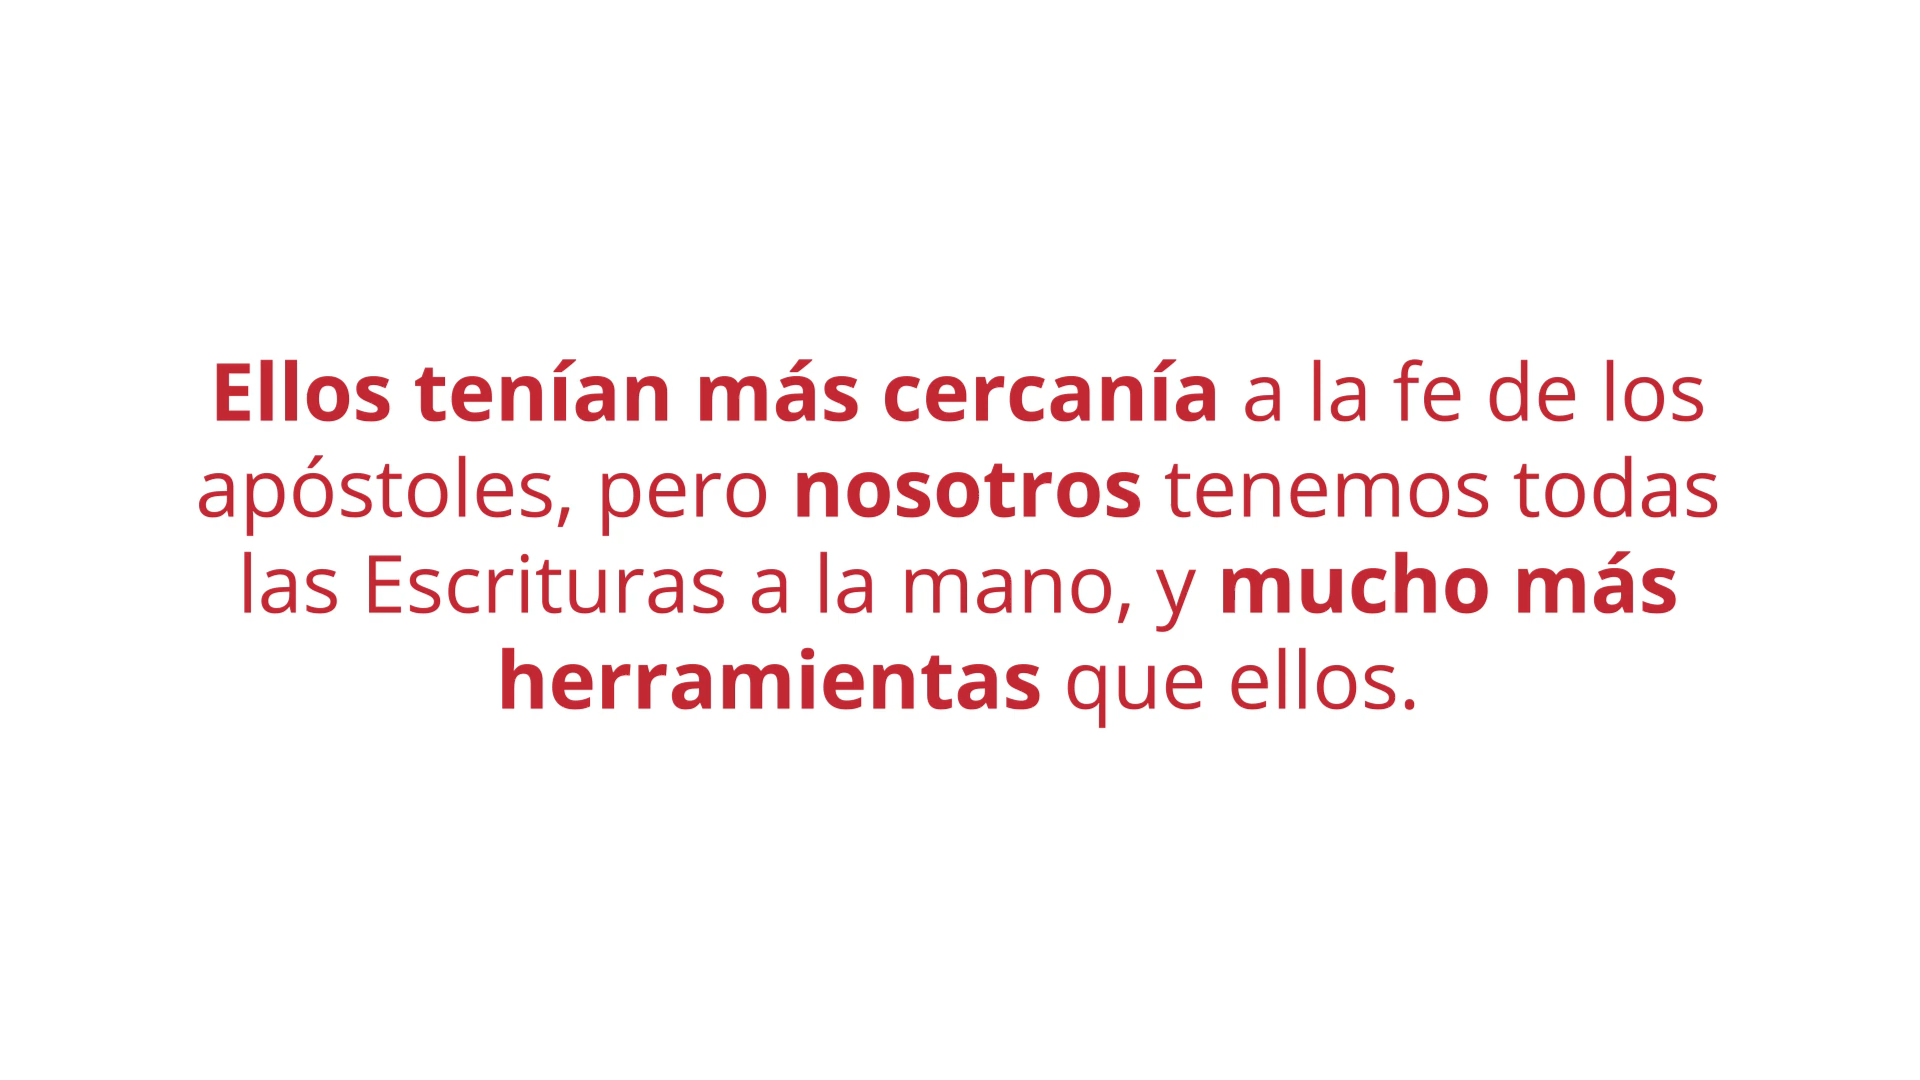 Ellos tenían más cercanía a la fe de los
apóstoles, pero nosotros tenemos todas
las Escrituras a la mano, y mucho más
herramientas que ellos.